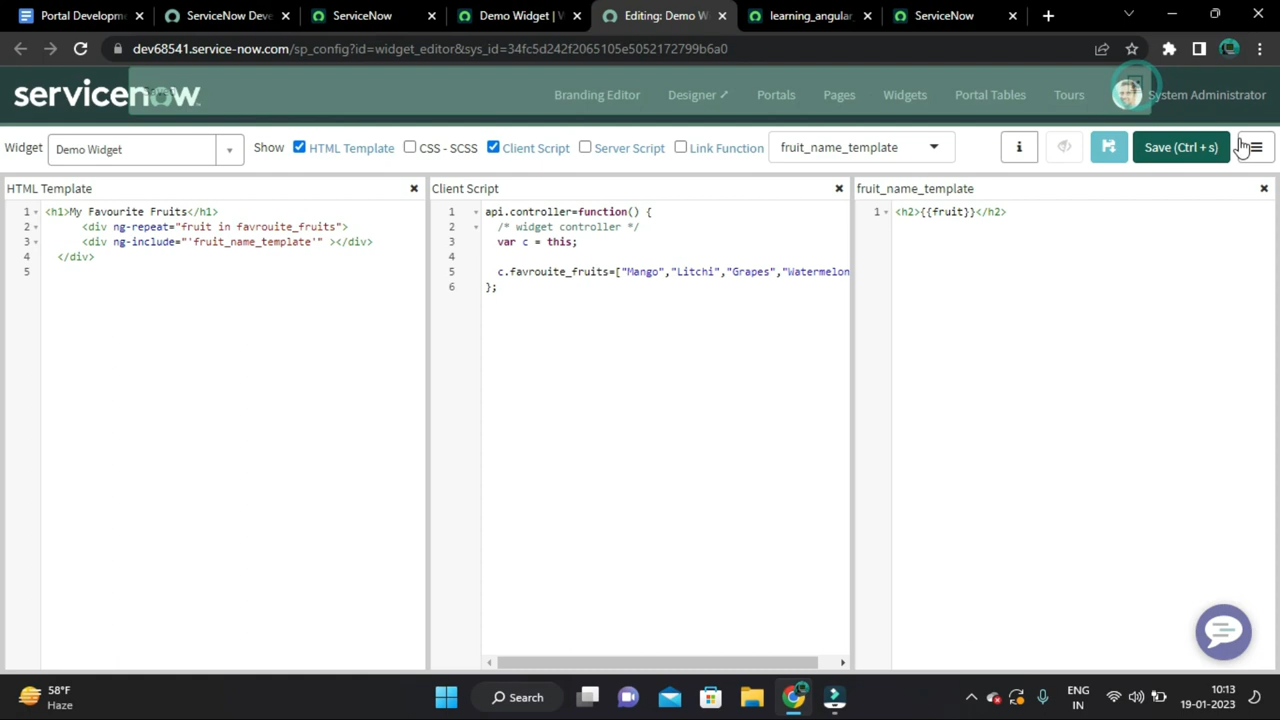 Portal Developm
ServiceNow Deve
ServiceNow
Demo Widget |
Editing: Demo W
learning_angular
ServiceNow
dev68541.service-now.com/sp_config?id=widget_editor&sys_id=34fc5d242f2065105e5052172799b6a0
servicenow
Branding Editor
Designer
Portals
Pages
Widgets
Portal Tables
Tours
System Administrator
Widget
Demo Widget
Show
HTML Template
CSS - SCSS
Client Script
Server Script
Link Function
fruit_name_template
Save (Ctrl + s)
HTML Template
1 <h1>My Favourite Fruits</h1>
2 <div ng-repeat="fruit in favrouite_fruits">
3 <div ng-include="'fruit_name_template'" ></div>
4 </div>
5
Client Script
1 api.controller=function() {
2 /* widget controller */
3 var c = this;
4
5 c.favrouite_fruits=["Mango","Litchi","Grapes","Watermelon
6 };
fruit_name_template
1 <h2>{{fruit}}</h2>
58°F
Haze
Search
ENG
IN
10:13
19-01-2023